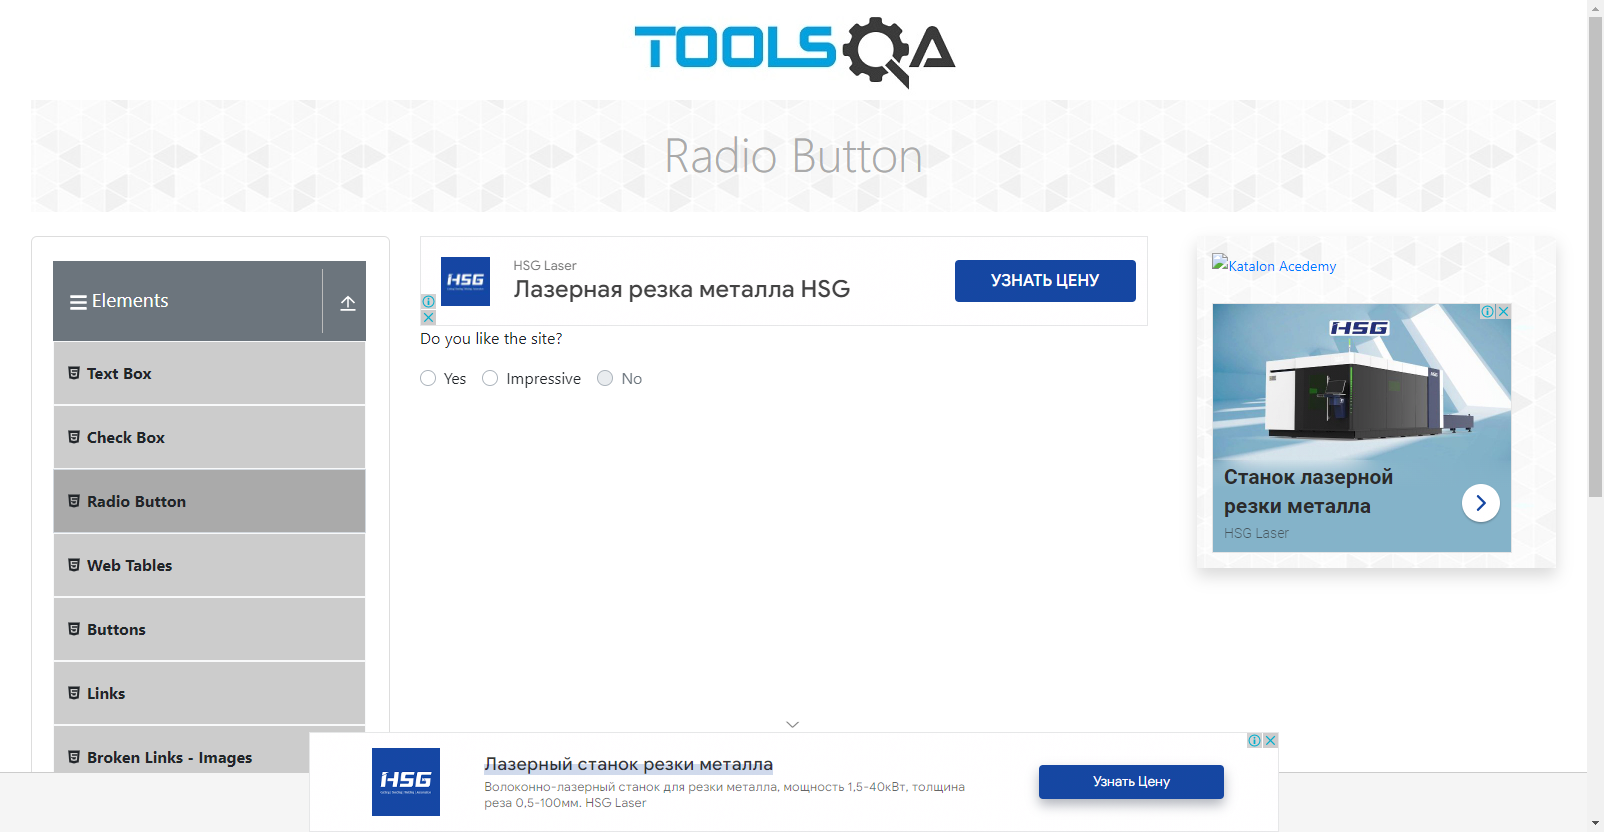 TOOLSQA
Radio Button
Elements
Text Box
Check Box
Radio Button
Web Tables
Buttons
Links
Broken Links - Images
HSG
HSG Laser
Лазерная резка металла HSG
УЗНАТЬ ЦЕНУ
Do you like the site?
Yes
Impressive
No
Katalon Acedemy
HSG
Станок лазерной
резки металла
HSG Laser
HSG
Лазерный станок резки металла
Волоконно-лазерный станок для резки металла, мощность 1,5-40кВт, толщина
реза 0,5-100мм. HSG Laser
Узнать Цену